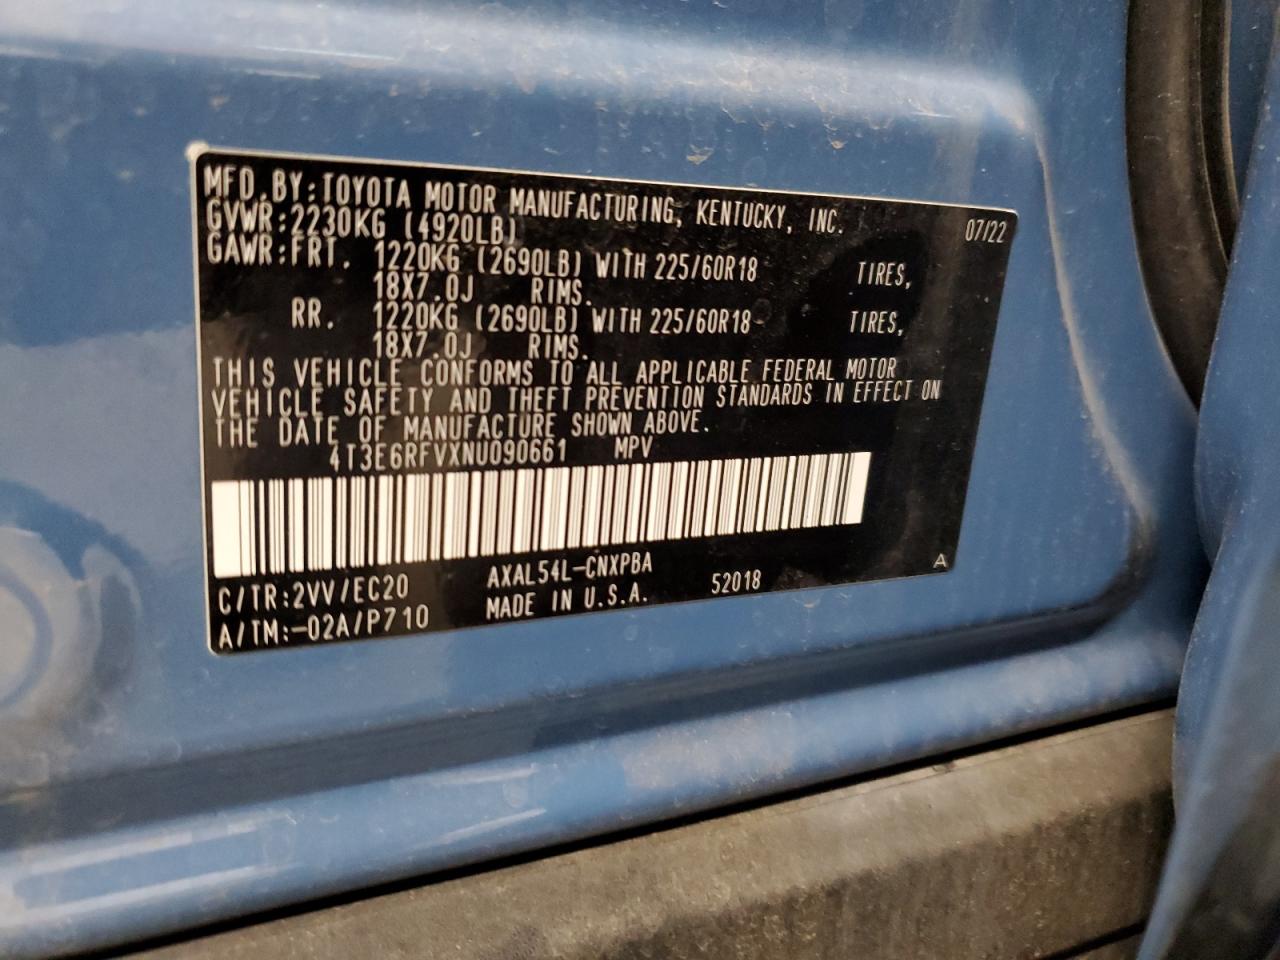 MFD.BY:TOYOTA MOTOR MANUFACTURING, KENTUCKY, INC.
GVWR:2230KG (4920LB) 07/22
GAWR:FRT. 1220KG (2690LB) WITH 225/60R18 TIRES,
18X7.0J RIMS.
RR. 1220KG (2690LB) WITH 225/60R18 TIRES,
18X7.0J RIMS.
THIS VEHICLE CONFORMS TO ALL APPLICABLE FEDERAL MOTOR
VEHICLE SAFETY AND THEFT PREVENTION STANDARDS IN EFFECT ON
THE DATE OF MANUFACTURE SHOWN ABOVE.
4T3E6RFVXNU090661 MPV
C/TR:2VV/EC20 AXAL54L-CNXPBA A
A/TM:-02A/P710 MADE IN U.S.A. 52018